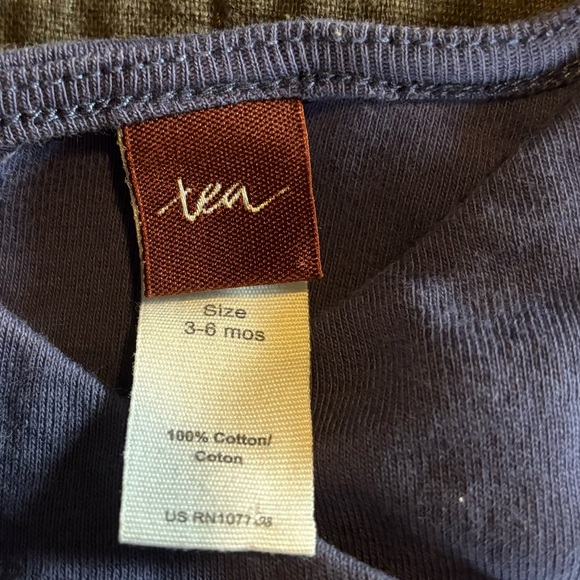 tea
Size
3-6 mos
100% Cotton/
Coton
US